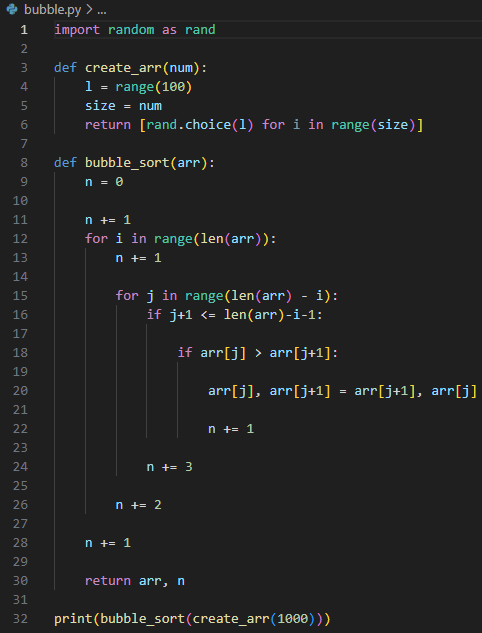 bubble.py > ...
1 import random as rand
2
3 def create_arr(num):
4     l = range(100)
5     size = num
6     return [rand.choice(l) for i in range(size)]
7
8 def bubble_sort(arr):
9     n = 0
10
11     n += 1
12     for i in range(len(arr)):
13         n += 1
14
15         for j in range(len(arr) - i):
16             if j+1 <= len(arr)-i-1:
17
18                 if arr[j] > arr[j+1]:
19
20                     arr[j], arr[j+1] = arr[j+1], arr[j]
21
22                     n += 1
23
24             n += 3
25
26         n += 2
27
28     n += 1
29
30     return arr, n
31
32 print(bubble_sort(create_arr(1000)))